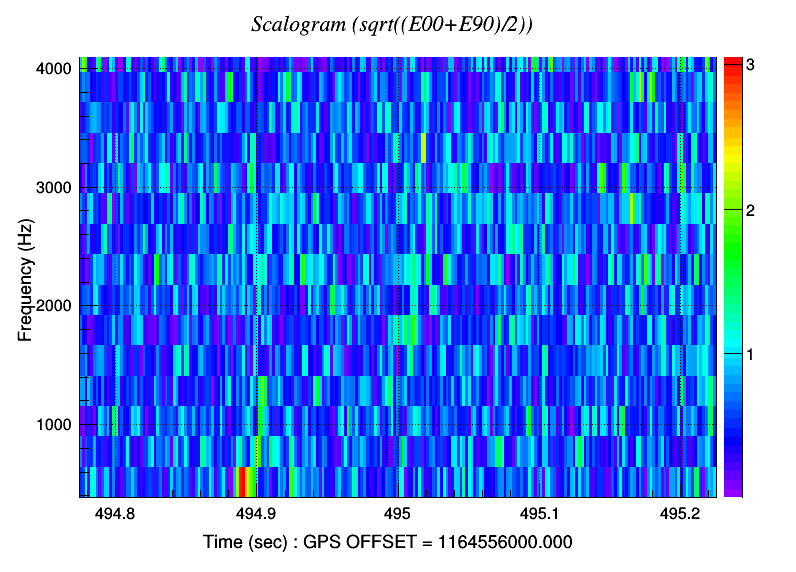 Scalogram (sqrt((E00+E90)/2))
4000
3000
2000
1000
Frequency (Hz)
3
2
1
494.8 494.9 495 495.1 495.2
Time (sec) : GPS OFFSET = 1164556000.000